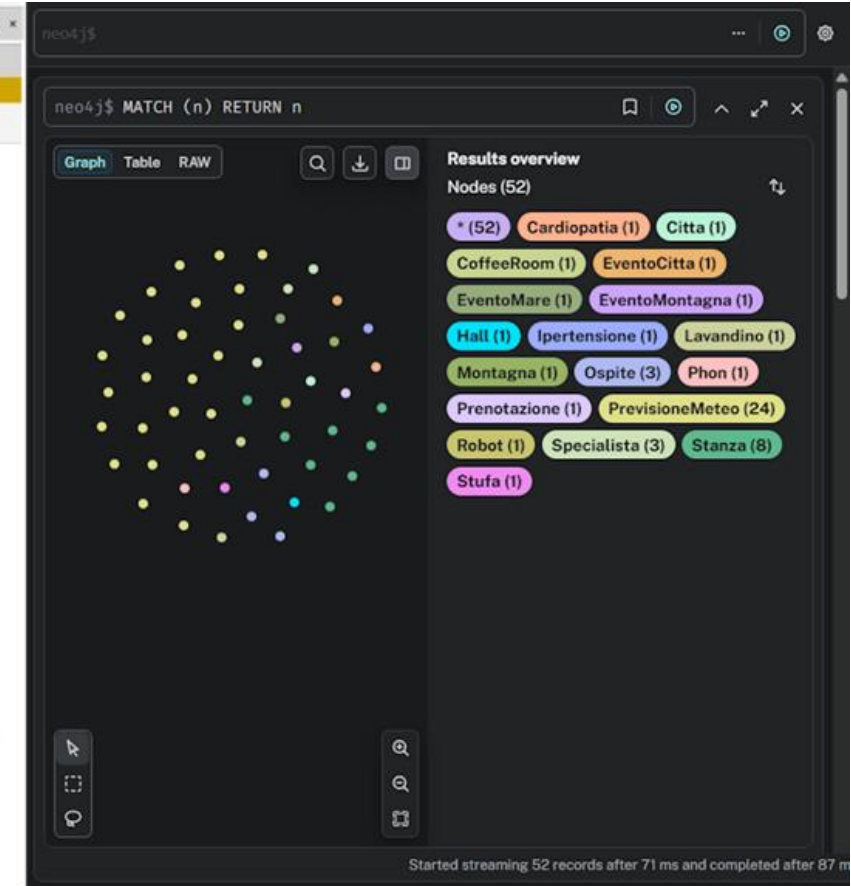 neo4j$
neo4j$ MATCH (n) RETURN n
Graph Table RAW
Results overview
Nodes (52)
* (52) Cardiopatia (1) Citta (1)
CoffeeRoom (1) EventoCitta (1)
EventoMare (1) EventoMontagna (1)
Hall (1) Ipertensione (1) Lavandino (1)
Montagna (1) Ospite (3) Phon (1)
Prenotazione (1) PrevisioneMeteo (24)
Robot (1) Specialista (3) Stanza (8)
Stufa (1)
Started streaming 52 records after 71 ms and completed after 87 m